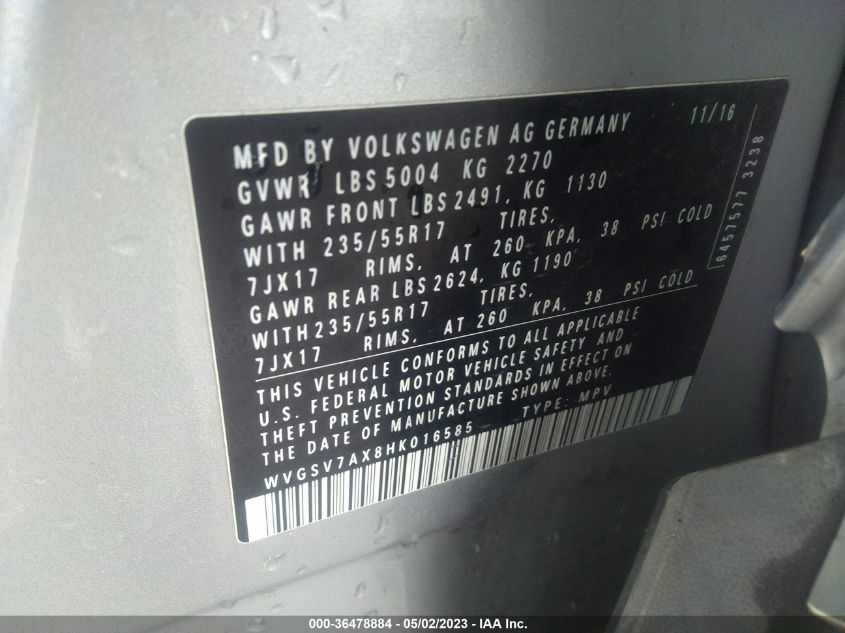 MFD BY VOLKSWAGEN AG GERMANY 11/16
GVWR LBS 5004 KG 2270
GAWR FRONT LBS 2491, KG 1130
WITH 235/55R17 TIRES,
7JX17 RIMS, AT 260 KPA, 38 PSI COLD
GAWR REAR LBS 2624, KG 1190
WITH 235/55R17 TIRES,
7JX17 RIMS, AT 260 KPA, 38 PSI COLD
THIS VEHICLE CONFORMS TO ALL APPLICABLE
U.S. FEDERAL MOTOR VEHICLE SAFETY AND
THEFT PREVENTION STANDARDS IN EFFECT ON
THE DATE OF MANUFACTURE SHOWN ABOVE.
WVGSV7AX8HK016585 TYPE: MPV
6457577 3238
000-36478884 - 05/02/2023 - IAA Inc.